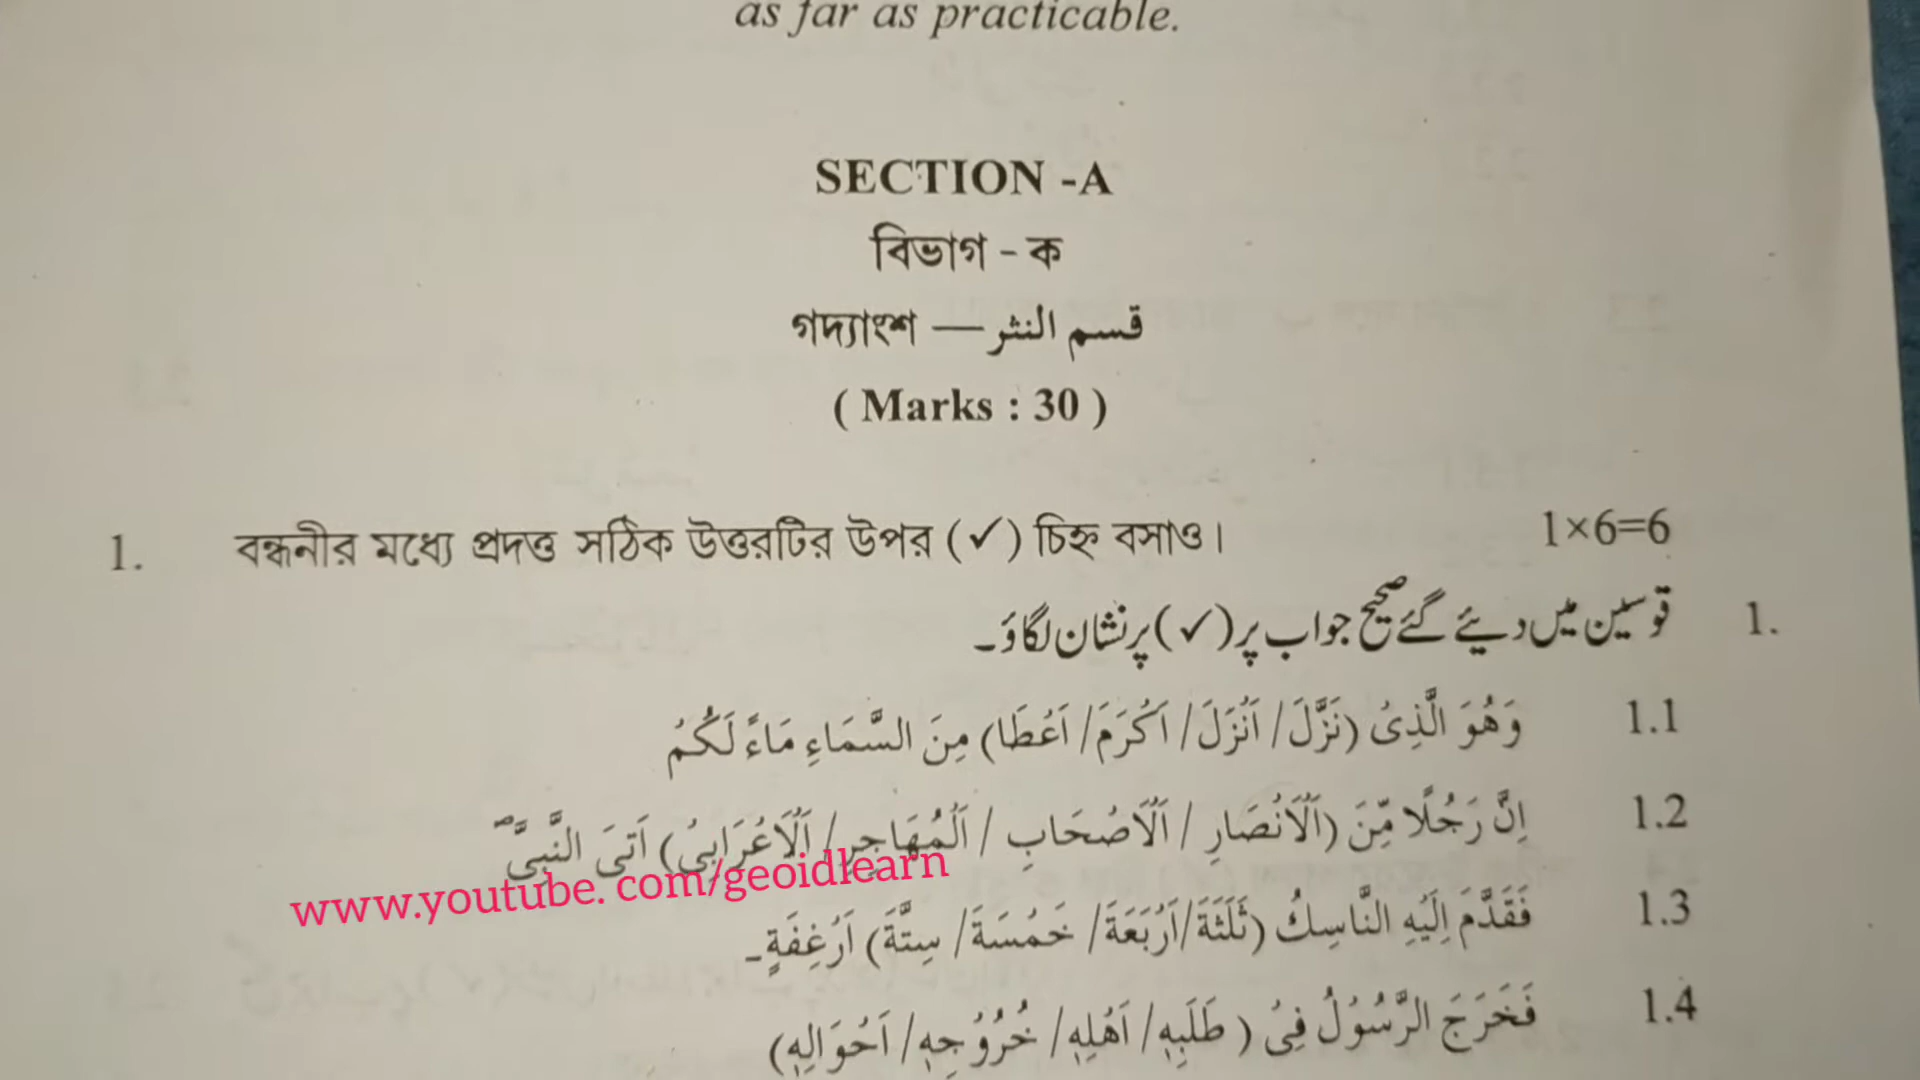 as far as practicable.
SECTION -A
বিভাগ - ক
গদ্যাংশ — قسم النثر
( Marks : 30 )
1. বন্ধনীর মধ্যে প্রদত্ত সঠিক উত্তরটির উপর (✓) চিহ্ন বসাও। 1×6=6
1. قوسین میں دیئے گئے صحیح جواب پر (✓) پر نشان لگاؤ۔
1.1 وَهُوَ الَّذِىْ (نَزَّلَ/ اَنْزَلَ/ اَكْرَمَ/ اَعْطَا) مِنَ السَّمَاءِ مَاءً لَكُمْ
1.2 اِنَّ رَجُلًا مِّنَ (اَلْاَنْصَارِ / اَلْاَصْحَابِ / اَلْمُهَاجِرِ/ اَلْاَعْرَابِىْ) اَتىَ النَّبِىَّ ؐ
www.youtube.com/geoidlearn
1.3 فَقَدَّمَ اِلَيْهِ النَّاسِكُ (ثَلَثَةَ/اَرْبَعَةَ/ خَمْسَةَ/ سِتَّةَ) اَرْغِفَةٍ۔
1.4 فَخَرَجَ الرَّسُوْلُ فِىْ ( طَلَبِهٖ/ اَهْلِهٖ/ خُرُوْجِهٖ/ اَحْوَالِهٖ)